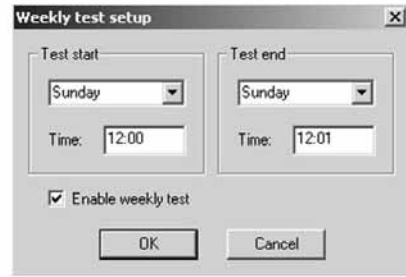 Weekly test setup
Test start
Test end
Sunday
Sunday
Time: 12:00
Time: 12:01
Enable weekly test
OK
Cancel